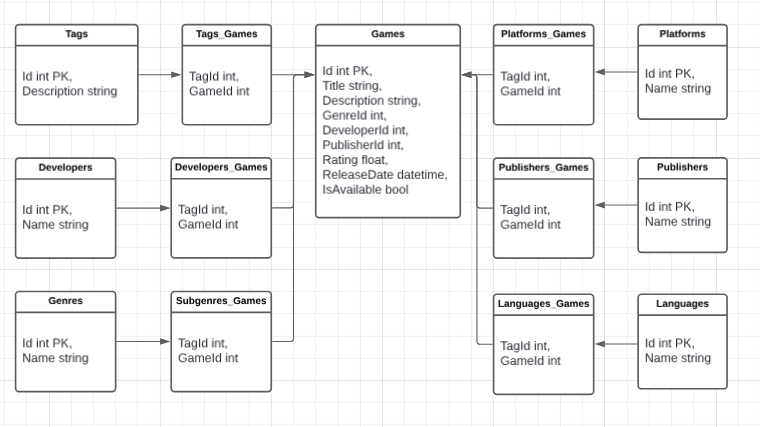 Tags
Id int PK,
Description string
Tags_Games
TagId int,
GameId int
Games
Id int PK,
Title string,
Description string,
GenreId int,
DeveloperId int,
PublisherId int,
Rating float,
ReleaseDate datetime,
IsAvailable bool
Platforms_Games
TagId int,
GameId int
Platforms
Id int PK,
Name string
Developers
Id int PK,
Name string
Developers_Games
TagId int,
GameId int
Publishers_Games
TagId int,
GameId int
Publishers
Id int PK,
Name string
Genres
Id int PK,
Name string
Subgenres_Games
TagId int,
GameId int
Languages_Games
TagId int,
GameId int
Languages
Id int PK,
Name string